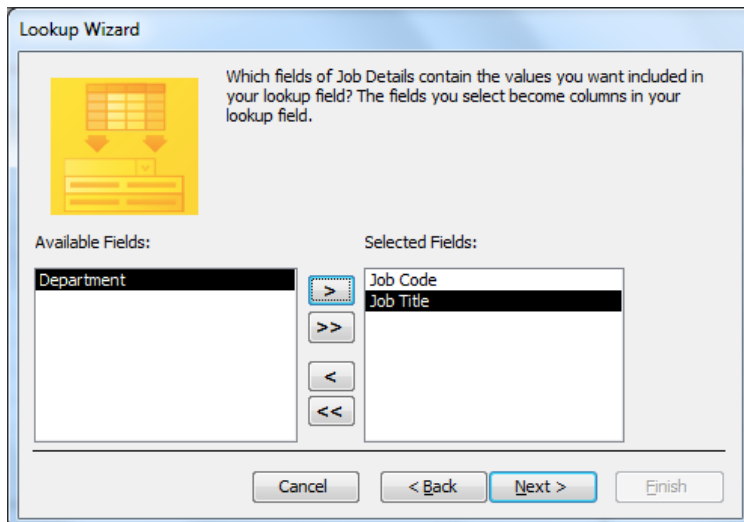 Lookup Wizard
Which fields of Job Details contain the values you want included in
your lookup field? The fields you select become columns in your
lookup field.
Available Fields:
Selected Fields:
Department
Job Code
Job Title
>
>>
<
<<
Cancel
< Back
Next >
Finish